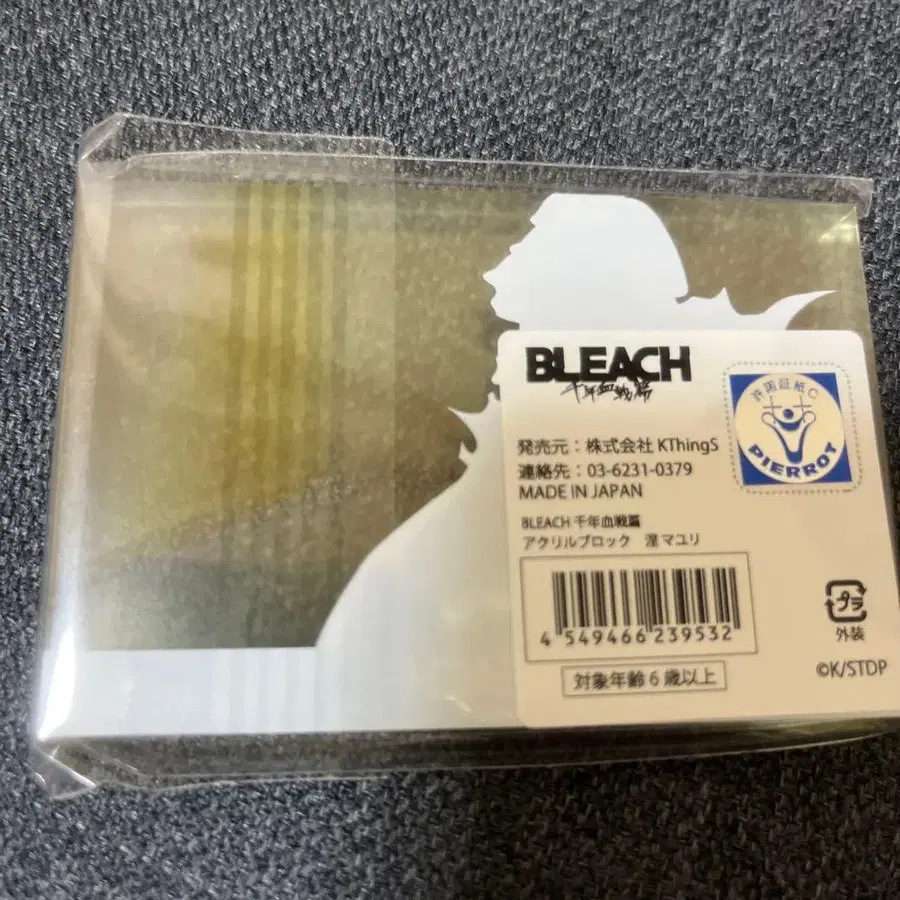 BLEACH
千年血戦篇
許諾証紙C
PIERROT
発売元：株式会社 KThingS
連絡先：03-6231-0379
MADE IN JAPAN
BLEACH 千年血戦篇
アクリルブロック　涅マユリ
4 549466 239532
対象年齢６歳以上
プラ
外装
©K/STDP